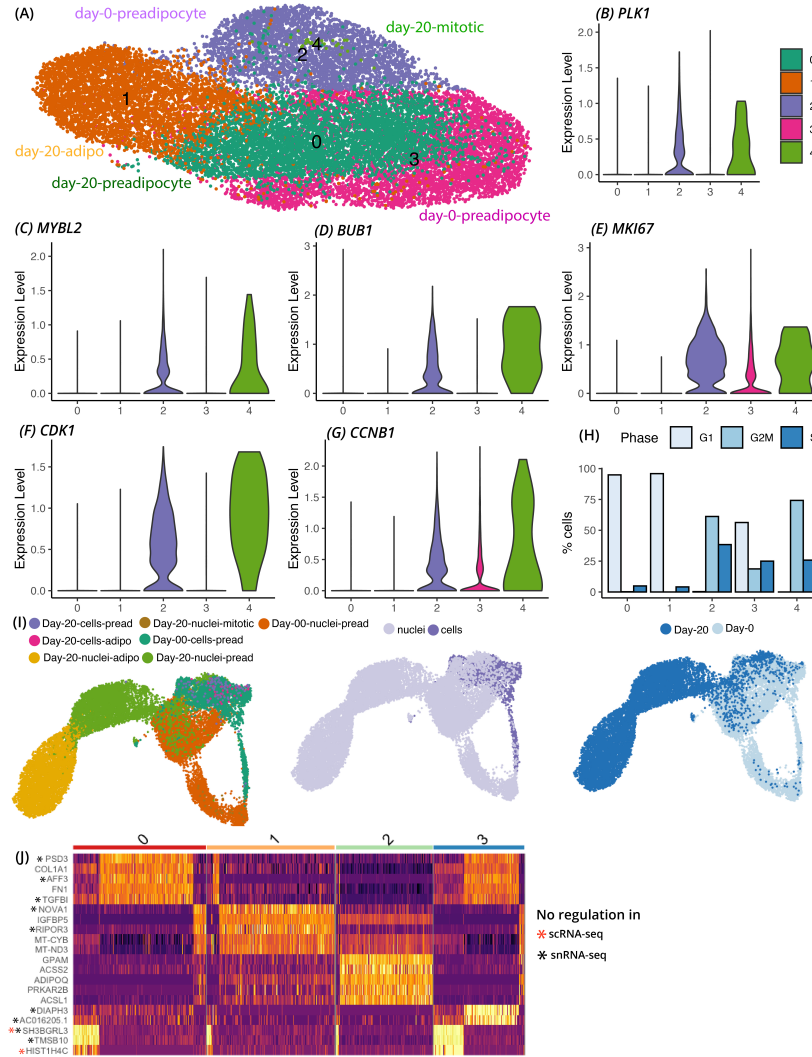 (A)
day-0-preadipocyte
day-20-mitotic
2 4
1
0
3
day-20-adipo
day-20-preadipocyte
day-0-preadipocyte
(B) PLK1
Expression Level
2.0
1.5
1.0
0.5
0.0
0 1 2 3 4
(C) MYBL2
Expression Level
2.0
1.5
1.0
0.5
0.0
0 1 2 3 4
(D) BUB1
Expression Level
3
2
1
0
0 1 2 3 4
(E) MKI67
Expression Level
3
2
1
0
0 1 2 3 4
(F) CDK1
Expression Level
1.5
1.0
0.5
0.0
0 1 2 3 4
(G) CCNB1
Expression Level
2.0
1.5
1.0
0.5
0.0
0 1 2 3 4
(H) Phase G1 G2M
% cells
100
75
50
25
0
0 1 2 3 4
(I) Day-20-cells-pread Day-20-nuclei-mitotic Day-00-nuclei-pread
Day-20-cells-adipo Day-00-cells-pread
Day-20-nuclei-adipo Day-20-nuclei-pread
nuclei cells
Day-20 Day-0
(J)
0 1 2 3
* PSD3
COL1A1
* AFF3
FN1
* TGFBI
* NOVA1
IGFBP5
* RIPOR3
MT-CYB
MT-ND3
GPAM
ACSS2
ADIPOQ
PRKAR2B
ACSL1
* DIAPH3
* AC016205.1
** SH3BGRL3
* TMSB10
* HIST1H4C
No regulation in
* scRNA-seq
* snRNA-seq